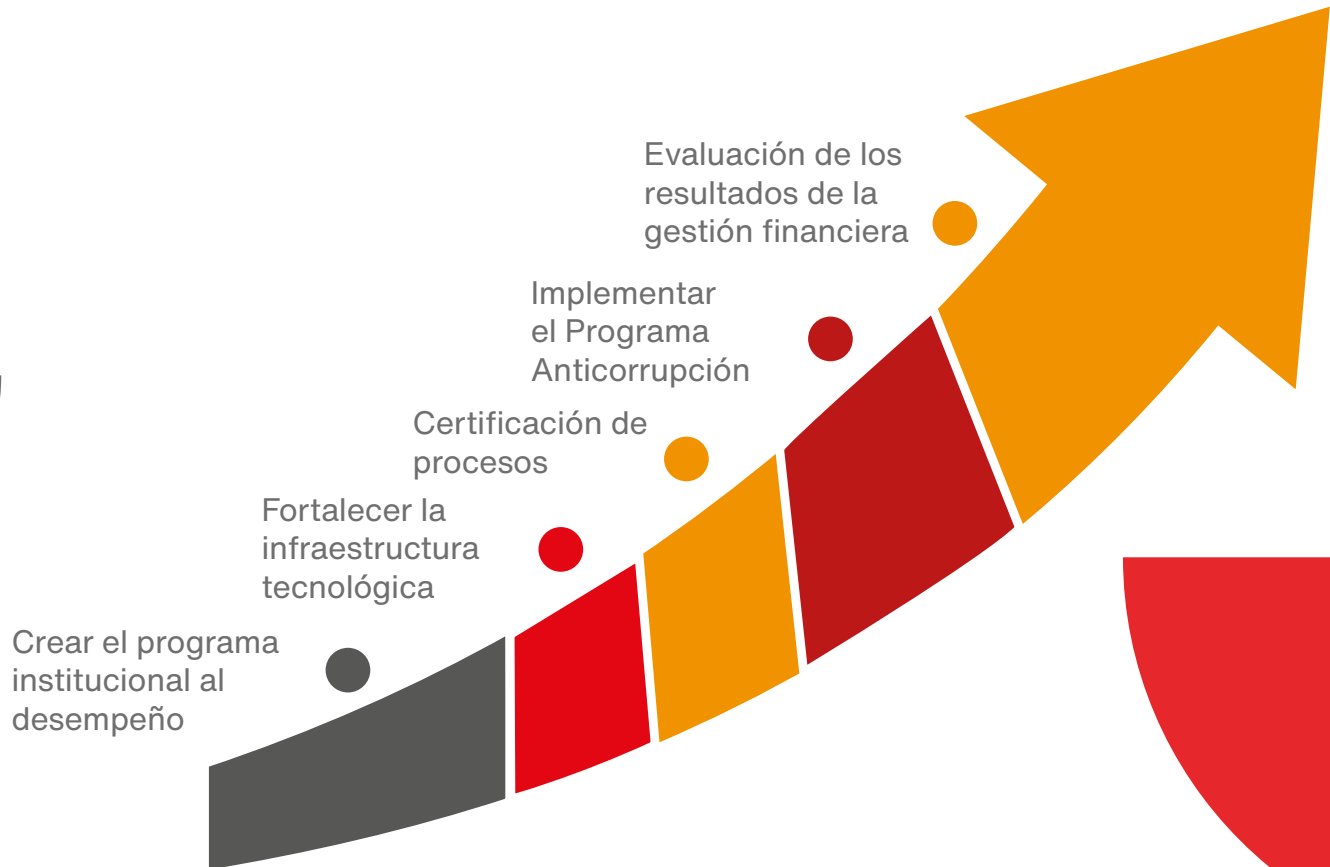 Evaluación de los
resultados de la
gestión financiera
Implementar
el Programa
Anticorrupción
Certificación de
procesos
Fortalecer la
infraestructura
tecnológica
Crear el programa
institucional al
desempeño